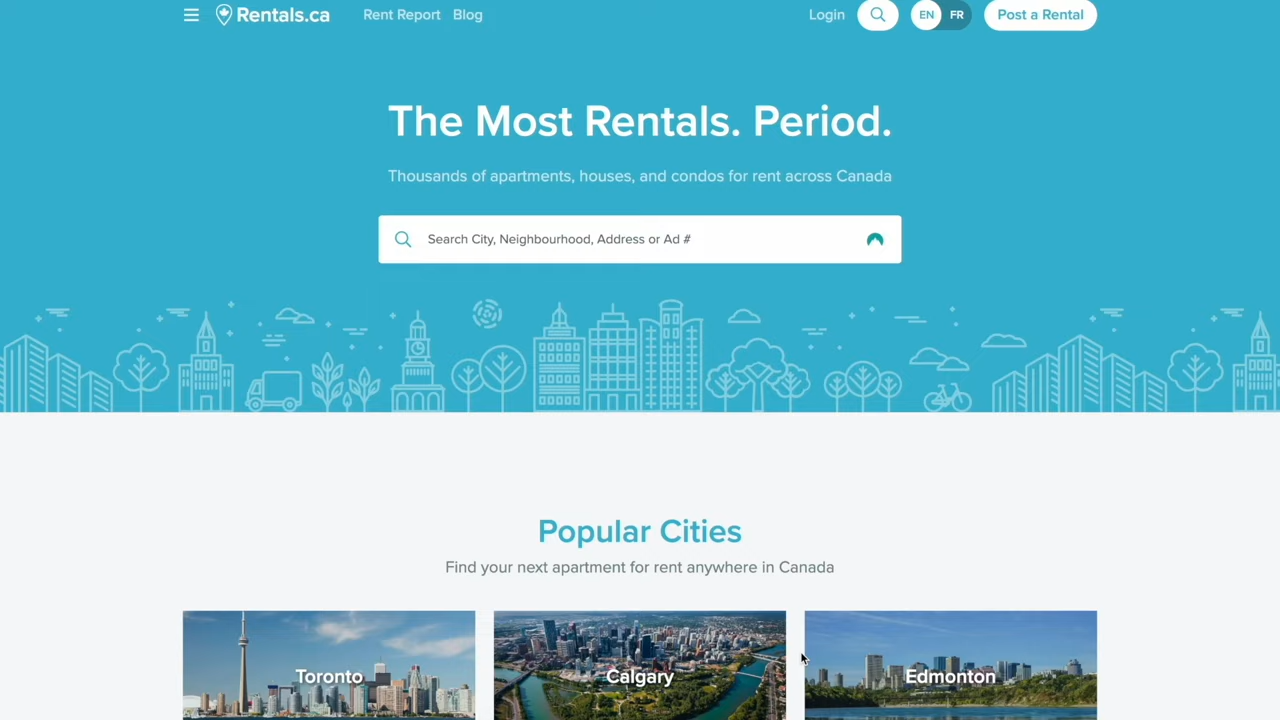 Rentals.ca
Rent Report
Blog
Login
EN
FR
Post a Rental
The Most Rentals. Period.
Thousands of apartments, houses, and condos for rent across Canada
Search City, Neighbourhood, Address or Ad #
Popular Cities
Find your next apartment for rent anywhere in Canada
Toronto
Calgary
Edmonton